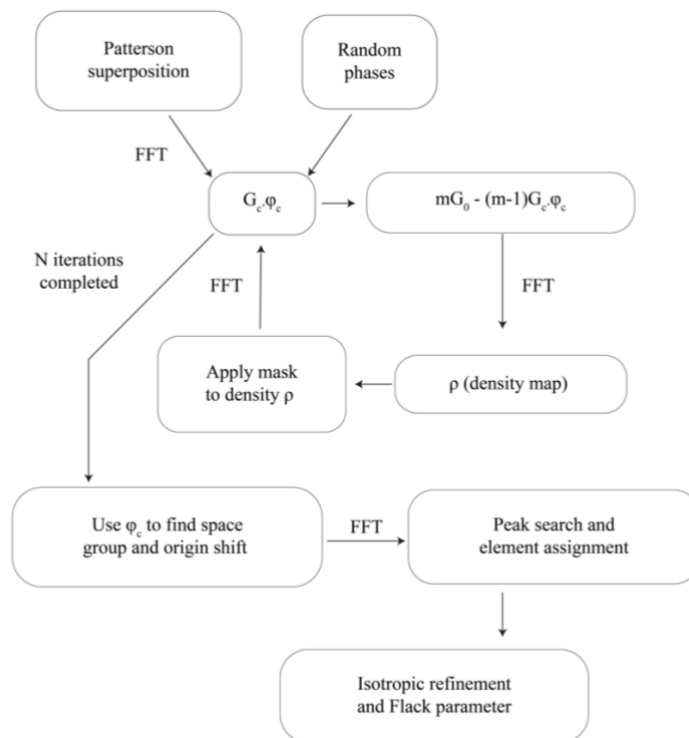 Patterson
superposition
Random
phases
FFT
G_c.φ_c
mG_0 - (m-1)G_c.φ_c
N iterations
completed
FFT
FFT
Apply mask
to density ρ
ρ (density map)
Use φ_c to find space
group and origin shift
FFT
Peak search and
element assignment
Isotropic refinement
and Flack parameter